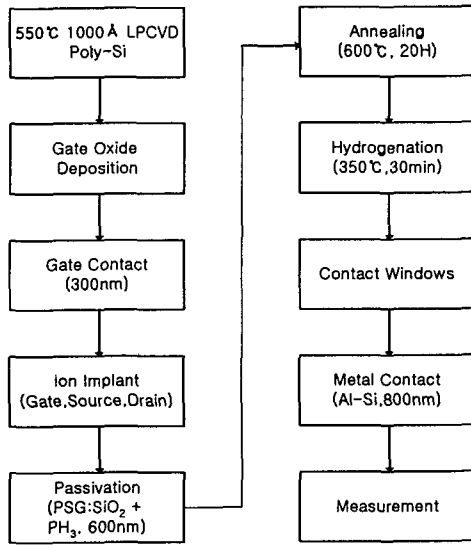 550℃ 1000Å LPCVD
Poly-Si
Gate Oxide
Deposition
Gate Contact
(300nm)
Ion Implant
(Gate,Source,Drain)
Passivation
(PSG:SiO₂ +
PH₃. 600nm)
Annealing
(600℃, 20H)
Hydrogenation
(350℃,30min)
Contact Windows
Metal Contact
(Al-Si,800nm)
Measurement